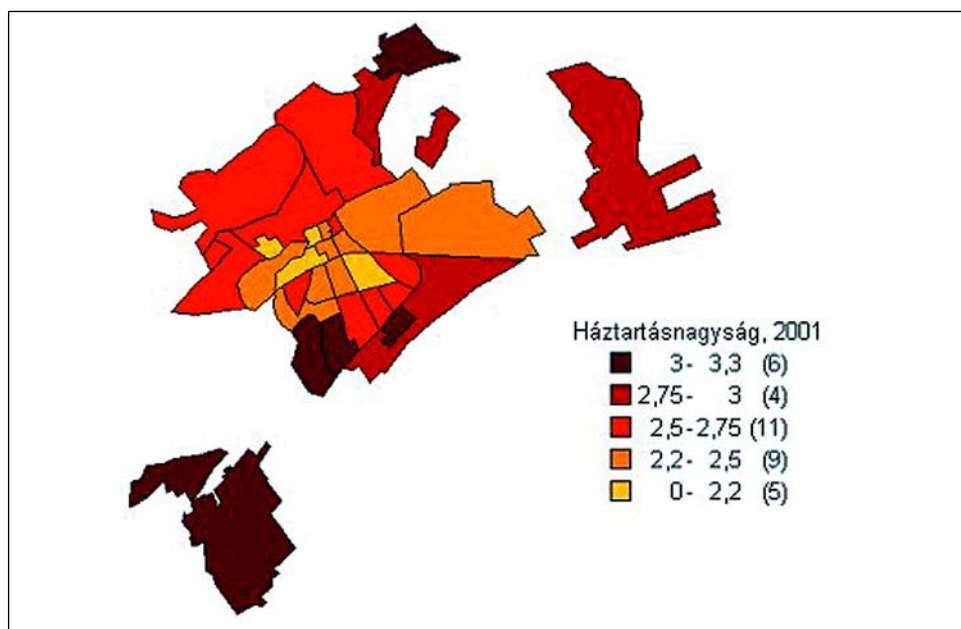 Háztartásnagyság, 2001
3- 3,3 (6)
2,75- 3 (4)
2,5-2,75 (11)
2,2- 2,5 (9)
0- 2,2 (5)